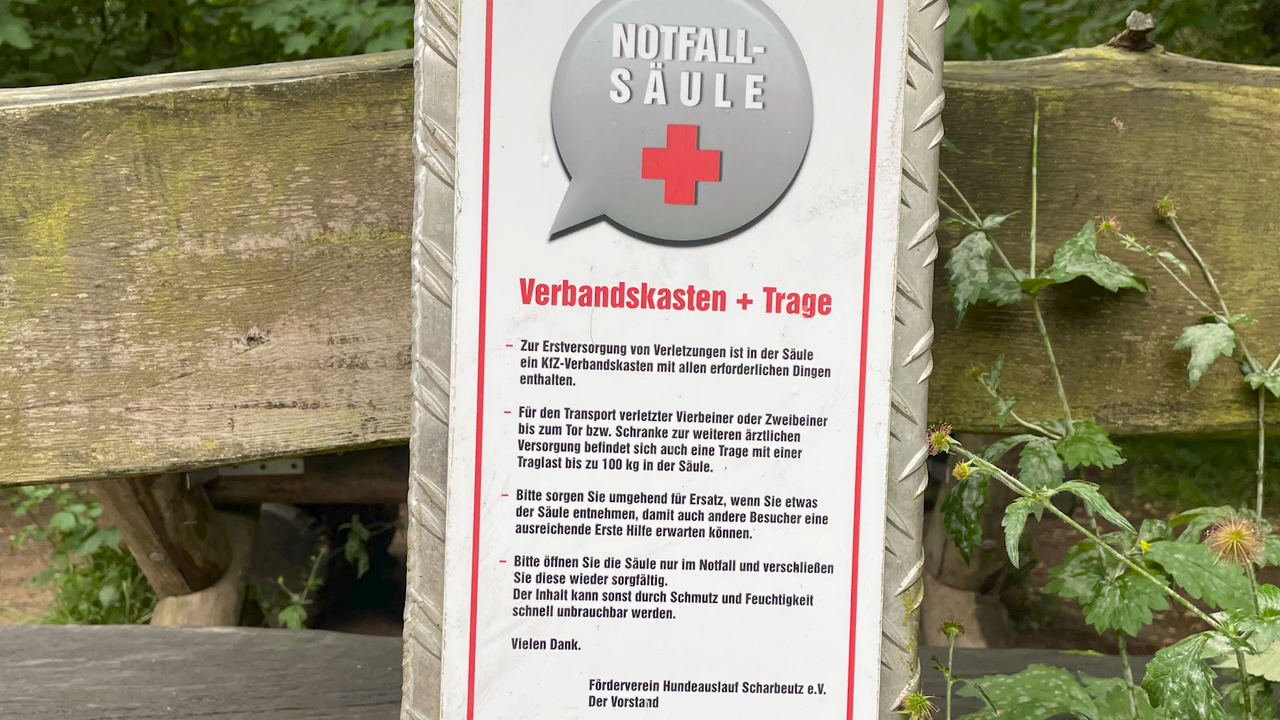 NOTFALL-
SÄULE
Verbandskasten + Trage
– Zur Erstversorgung von Verletzungen ist in der Säule
ein KfZ-Verbandskasten mit allen erforderlichen Dingen
enthalten.
– Für den Transport verletzter Vierbeiner oder Zweibeiner
bis zum Tor bzw. Schranke zur weiteren ärztlichen
Versorgung befindet sich auch eine Trage mit einer
Traglast bis zu 100 kg in der Säule.
– Bitte sorgen Sie umgehend für Ersatz, wenn Sie etwas
der Säule entnehmen, damit auch andere Besucher eine
ausreichende Erste Hilfe erwarten können.
– Bitte öffnen Sie die Säule nur im Notfall und verschließen
Sie diese wieder sorgfältig.
Der Inhalt kann sonst durch Schmutz und Feuchtigkeit
schnell unbrauchbar werden.
Vielen Dank.
Förderverein Hundeauslauf Scharbeutz e.V.
Der Vorstand